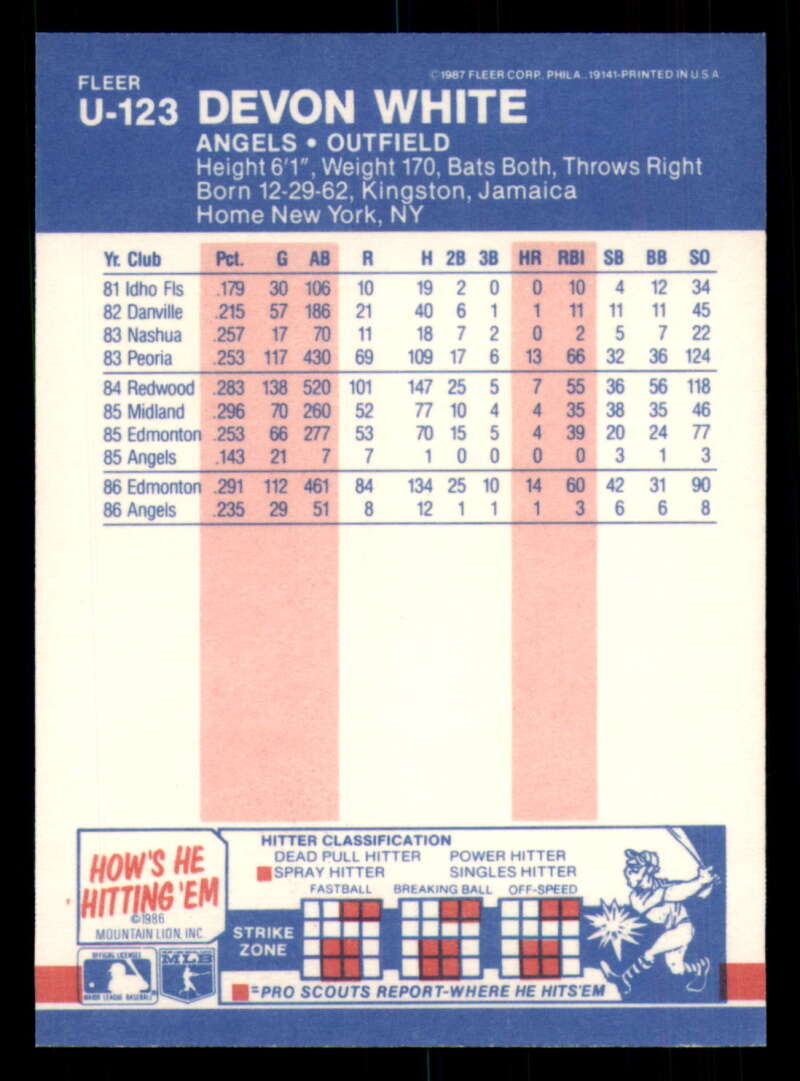 ©1987 FLEER CORP. PHILA., 19141-PRINTED IN U.S.A.
FLEER
U-123 DEVON WHITE
ANGELS • OUTFIELD
Height 6'1", Weight 170, Bats Both, Throws Right
Born 12-29-62, Kingston, Jamaica
Home New York, NY
Yr. Club Pct. G AB R H 2B 3B HR RBI SB BB SO
81 Idho Fls .179 30 106 10 19 2 0 0 10 4 12 34
82 Danville .215 57 186 21 40 6 1 1 11 11 11 45
83 Nashua .257 17 70 11 18 7 2 0 2 5 7 22
83 Peoria .253 117 430 69 109 17 6 13 66 32 36 124
84 Redwood .283 138 520 101 147 25 5 7 55 36 56 118
85 Midland .296 70 260 52 77 10 4 4 35 38 35 46
85 Edmonton .253 66 277 53 70 15 5 4 39 20 24 77
85 Angels .143 21 7 7 1 0 0 0 0 3 1 3
86 Edmonton .291 112 461 84 134 25 10 14 60 42 31 90
86 Angels .235 29 51 8 12 1 1 1 3 6 6 8
HOW'S HE
HITTING 'EM
©1986
MOUNTAIN LION, INC.
HITTER CLASSIFICATION
DEAD PULL HITTER POWER HITTER
SPRAY HITTER SINGLES HITTER
FASTBALL BREAKING BALL OFF-SPEED
STRIKE
ZONE
=PRO SCOUTS REPORT-WHERE HE HITS'EM
OFFICIAL LICENSEE
MAJOR LEAGUE BASEBALL
MLB